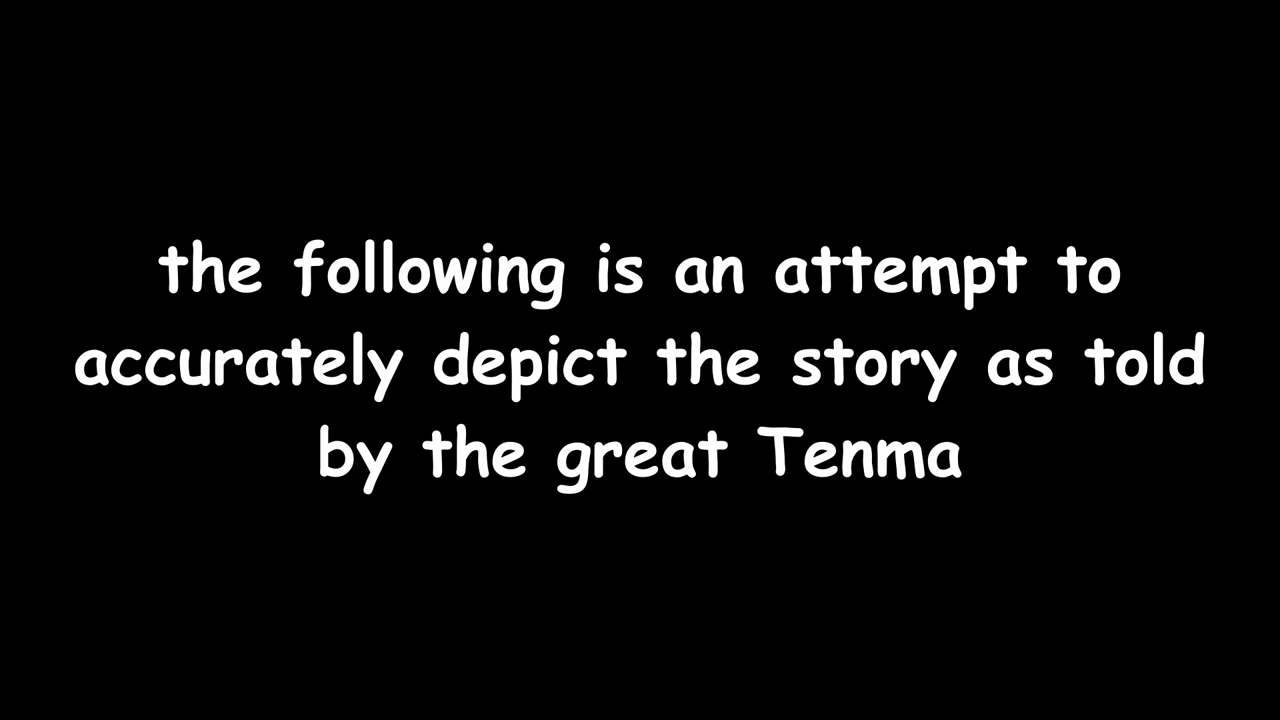 the following is an attempt to
accurately depict the story as told
by the great Tenma